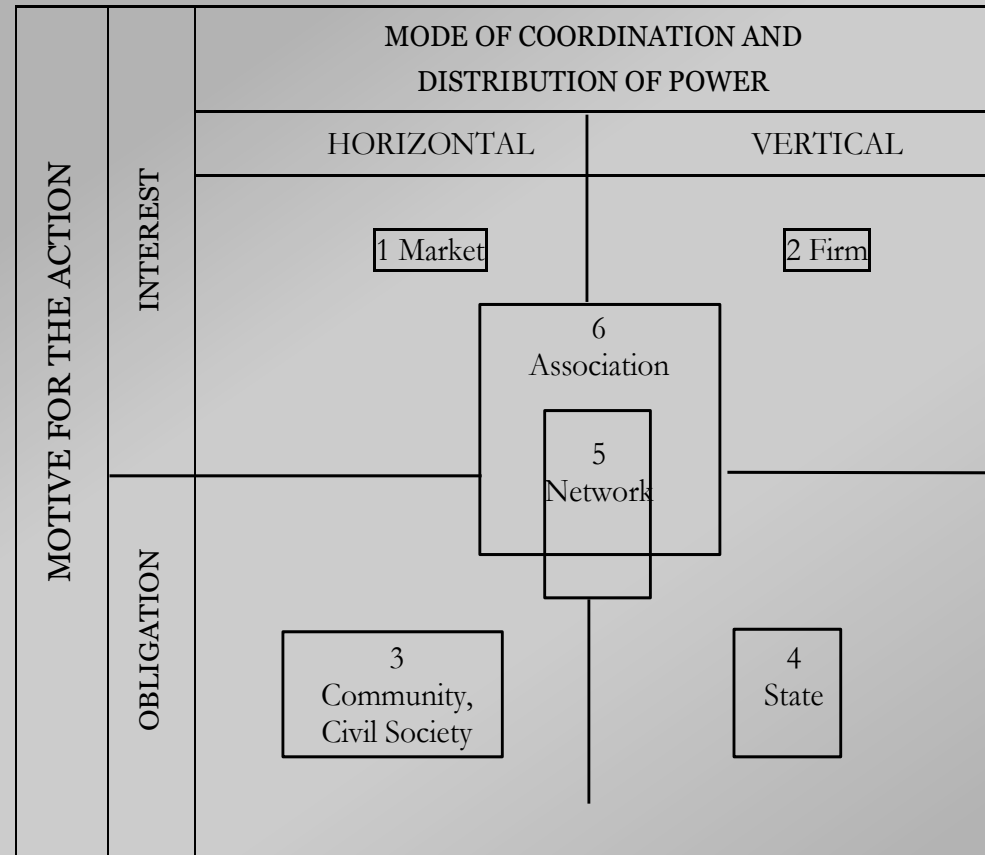 MODE OF COORDINATION AND
DISTRIBUTION OF POWER
HORIZONTAL
VERTICAL
MOTIVE FOR THE ACTION
INTEREST
1 Market
2 Firm
6
Association
5
Network
OBLIGATION
3
Community,
Civil Society
4
State